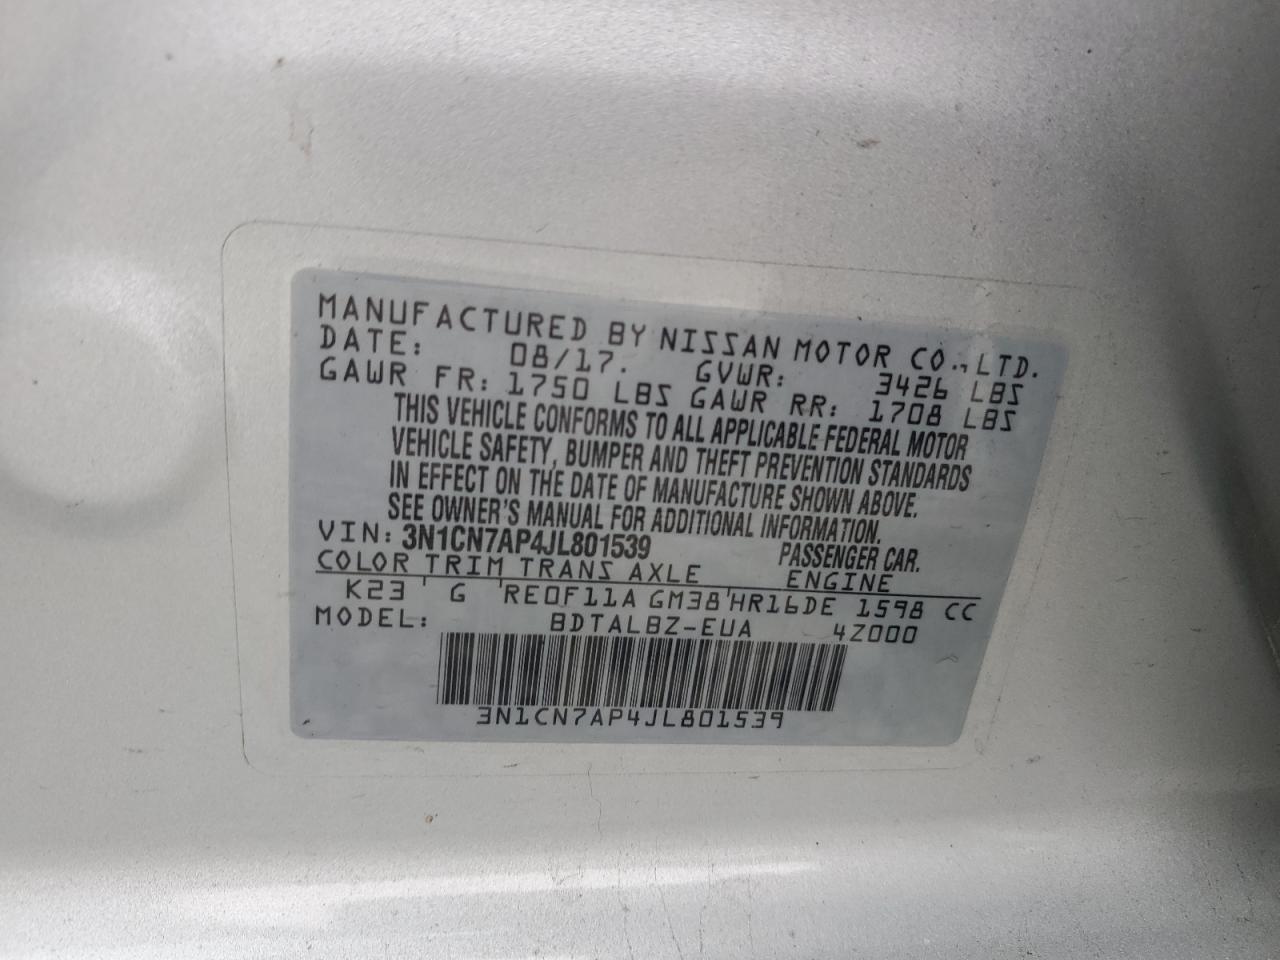 MANUFACTURED BY NISSAN MOTOR CO., LTD.
DATE: 08/17. GVWR: 3426 LBS
GAWR FR: 1750 LBS GAWR RR: 1708 LBS
THIS VEHICLE CONFORMS TO ALL APPLICABLE FEDERAL MOTOR
VEHICLE SAFETY, BUMPER AND THEFT PREVENTION STANDARDS
IN EFFECT ON THE DATE OF MANUFACTURE SHOWN ABOVE.
SEE OWNER'S MANUAL FOR ADDITIONAL INFORMATION.
VIN: 3N1CN7AP4JL801539 PASSENGER CAR.
COLOR TRIM TRANS AXLE ENGINE
K23 ' G 'RE0F11A GM38'HR16DE 1598 CC
MODEL: BDTALBZ-EUA 4Z000
3N1CN7AP4JL801539